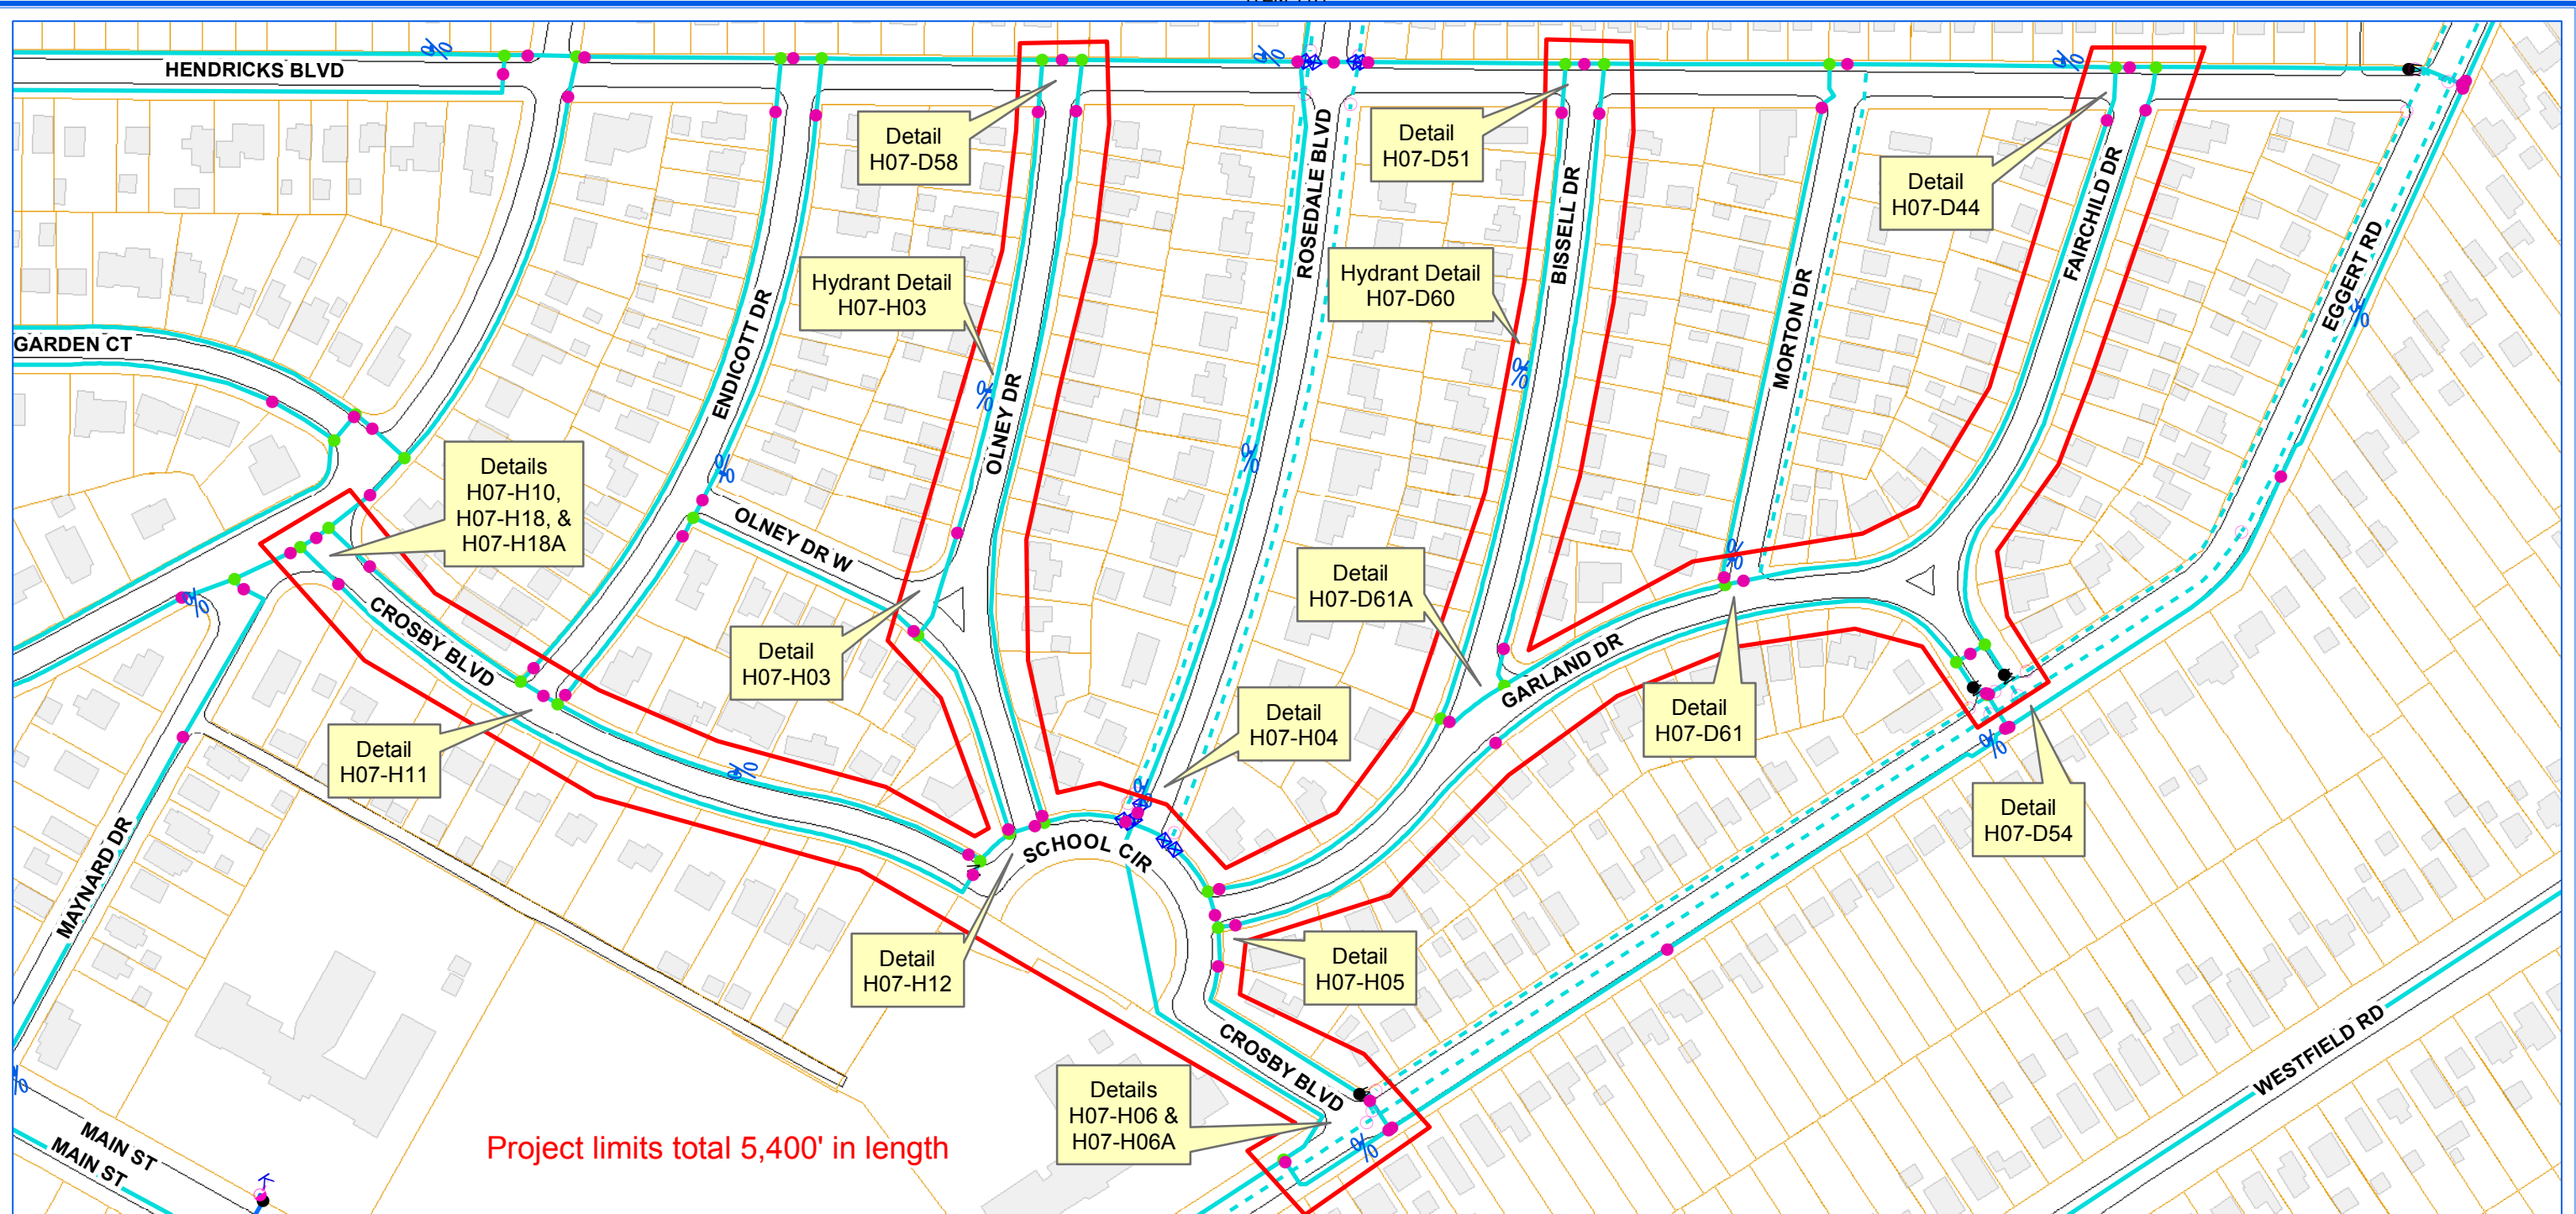 HENDRICKS BLVD
Detail
H07-D58
Detail
H07-D51
Detail
H07-D44
ROSEDALE BLVD
BISSELL DR
FAIRCHILD DR
EGGERT RD
Hydrant Detail
H07-H03
Hydrant Detail
H07-D60
GARDEN CT
ENDICOTT DR
OLNEY DR
MORTON DR
Details
H07-H10,
H07-H18, &
H07-H18A
OLNEY DR W
Detail
H07-D61A
CROSBY BLVD
Detail
H07-H03
GARLAND DR
Detail
H07-D61
Detail
H07-H04
Detail
H07-H11
Detail
H07-D54
SCHOOL CIR
MAYNARD DR
Detail
H07-H12
Detail
H07-H05
CROSBY BLVD
WESTFIELD RD
Details
H07-H06 &
H07-H06A
Project limits total 5,400' in length
MAIN ST
MAIN ST